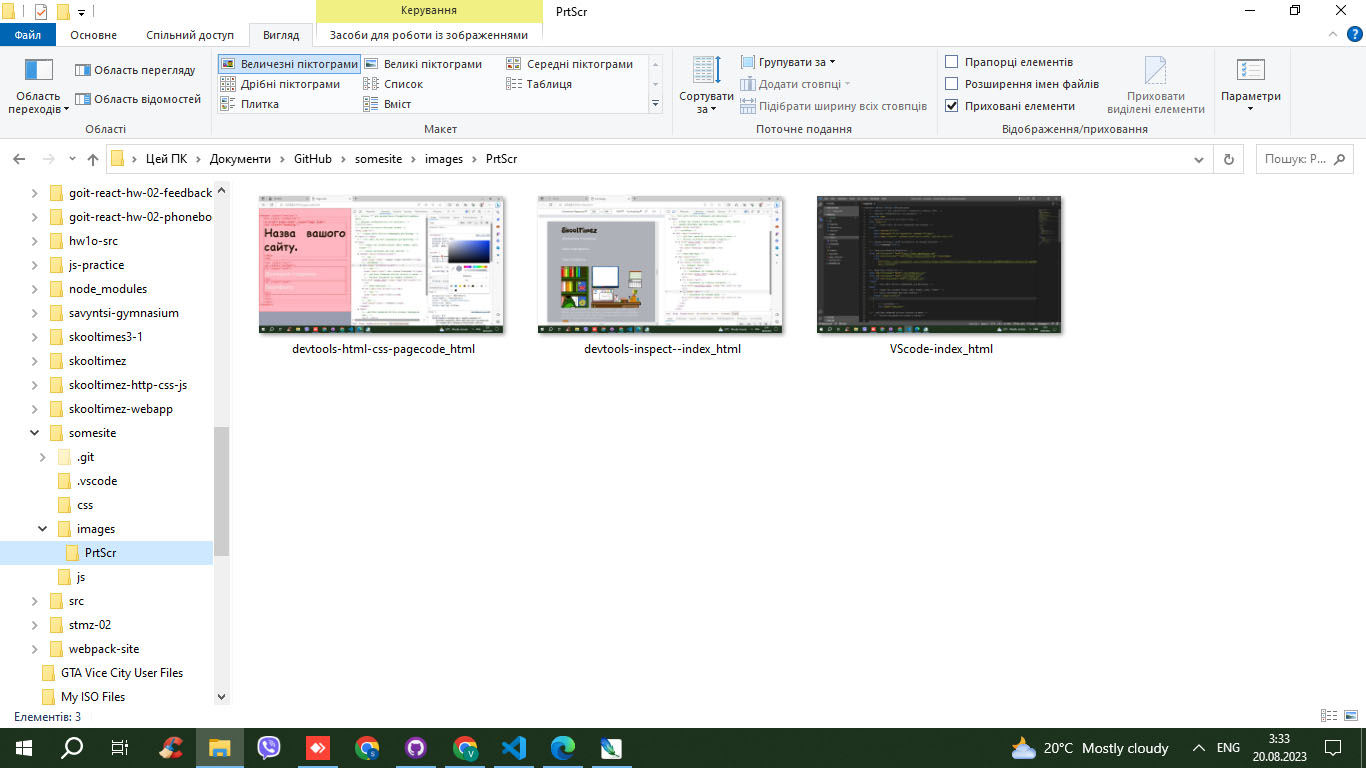 Керування
PrtScr
Файл
Основне
Спільний доступ
Вигляд
Засоби для роботи із зображеннями
Область переходів
Область перегляду
Область відомостей
Області
Величезні піктограми
Великі піктограми
Середні піктограми
Дрібні піктограми
Список
Таблиця
Плитка
Вміст
Макет
Сортувати за
Групувати за
Додати стовпці
Підібрати ширину всіх стовпців
Поточне подання
Прапорці елементів
Розширення імен файлів
Приховані елементи
Приховати виділені елементи
Відображення/приховання
Параметри
Цей ПК
Документи
GitHub
somesite
images
PrtScr
Пошук: P...
goit-react-hw-02-feedback
goit-react-hw-02-phonebo
hw1o-src
js-practice
node_modules
savyntsi-gymnasium
skooltimes3-1
skooltimez
skooltimez-http-css-js
skooltimez-webapp
somesite
.git
.vscode
css
images
PrtScr
js
src
stmz-02
webpack-site
GTA Vice City User Files
My ISO Files
Назва вашого
сайту.
devtools-html-css-pagecode_html
SkoolTimez
devtools-inspect--index_html
VScode-index_html
Елементів: 3
20°C Mostly cloudy
ENG
3:33
20.08.2023